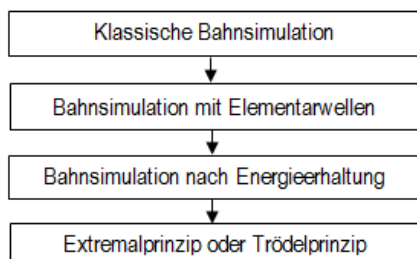 Klassische Bahnsimulation
Bahnsimulation mit Elementarwellen
Bahnsimulation nach Energieerhaltung
Extremalprinzip oder Trödelprinzip